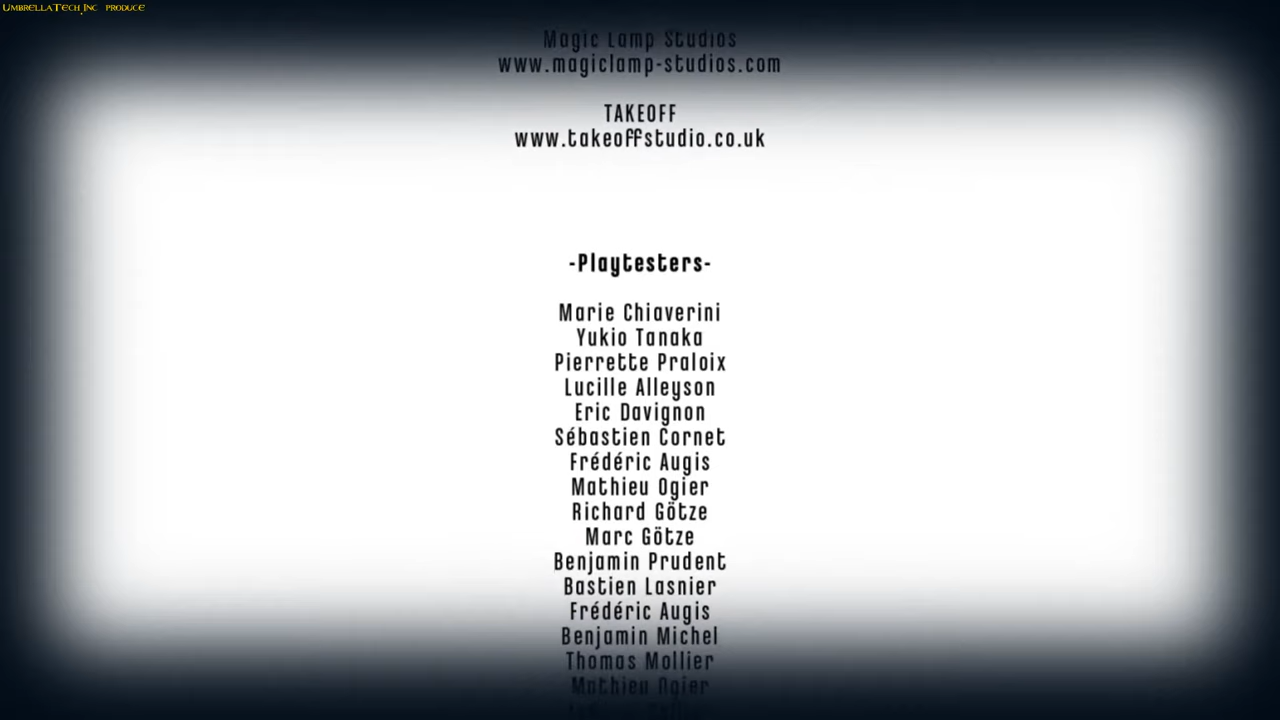 UmbrellaTech.Inc produce
Magic Lamp Studios
www.magiclamp-studios.com
TAKEOFF
www.takeoffstudio.co.uk
-Playtesters-
Marie Chiaverini
Yukio Tanaka
Pierrette Praloix
Lucille Alleyson
Eric Davignon
Sébastien Cornet
Frédéric Augis
Mathieu Ogier
Richard Götze
Marc Götze
Benjamin Prudent
Bastien Lasnier
Frédéric Augis
Benjamin Michel
Thomas Mollier
Mathieu Ogier